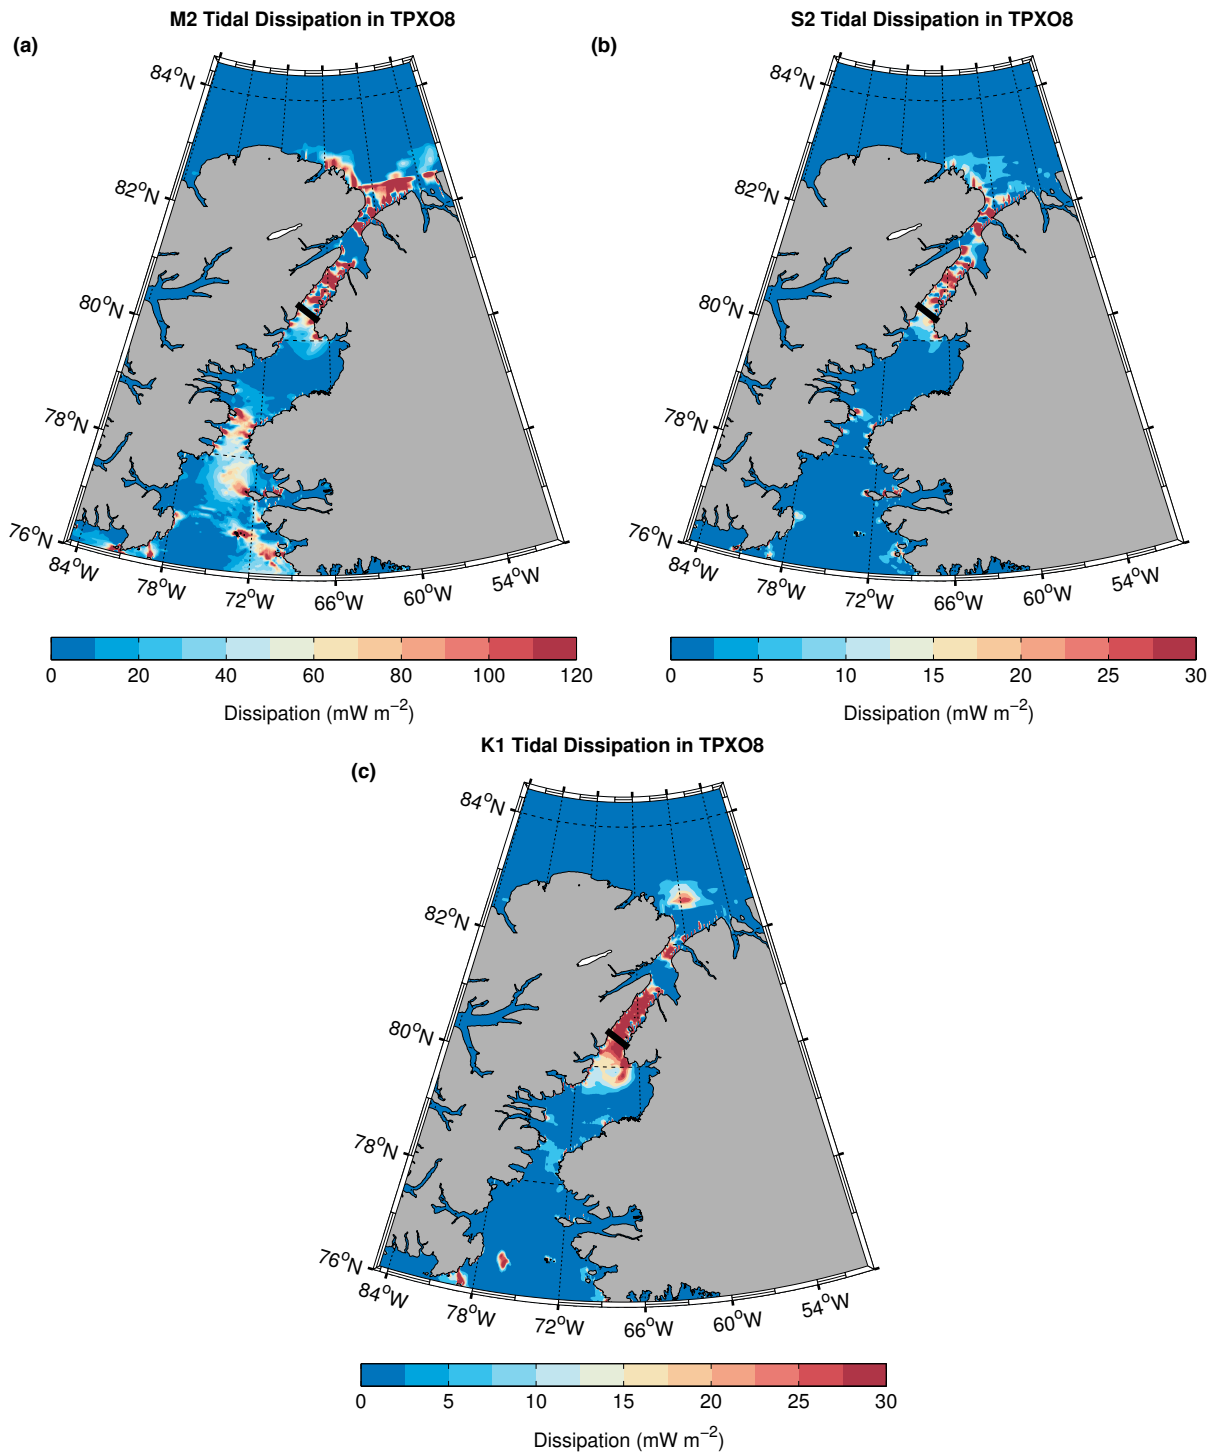 M2 Tidal Dissipation in TPXO8
(a)
84°N
82°N
80°N
78°N
76°N
84°W
78°W
72°W
66°W
60°W
54°W
0 20 40 60 80 100 120
Dissipation (mW m⁻²)
S2 Tidal Dissipation in TPXO8
(b)
84°N
82°N
80°N
78°N
76°N
84°W
78°W
72°W
66°W
60°W
54°W
0 5 10 15 20 25 30
Dissipation (mW m⁻²)
K1 Tidal Dissipation in TPXO8
(c)
84°N
82°N
80°N
78°N
76°N
84°W
78°W
72°W
66°W
60°W
54°W
0 5 10 15 20 25 30
Dissipation (mW m⁻²)